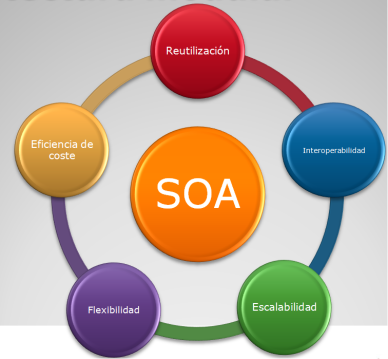 Reutilización
Interoperabilidad
Escalabilidad
Flexibilidad
Eficiencia de
coste
SOA